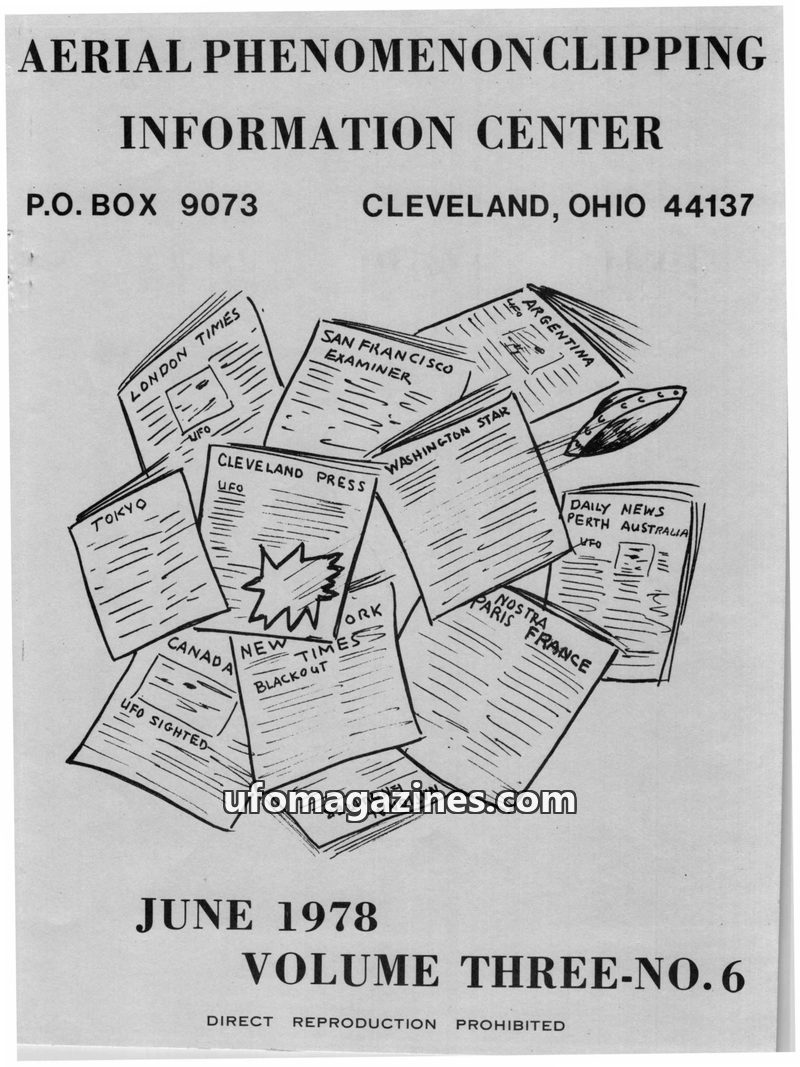 AERIAL PHENOMENON CLIPPING
INFORMATION CENTER
P.O. BOX 9073 CLEVELAND, OHIO 44137
LONDON TIMES
UFO
SAN FRANCISCO
EXAMINER
ARGENTINA
UFO
WASHINGTON STAR
CLEVELAND PRESS
UFO
TOKYO
DAILY NEWS
PERTH AUSTRALIA
UFO
NOSTRA
PARIS FRANCE
CANADA
UFO SIGHTED
NEW ORK
TIMES
BLACKOUT
ufomagazines.com
JUNE 1978
VOLUME THREE-NO. 6
DIRECT REPRODUCTION PROHIBITED